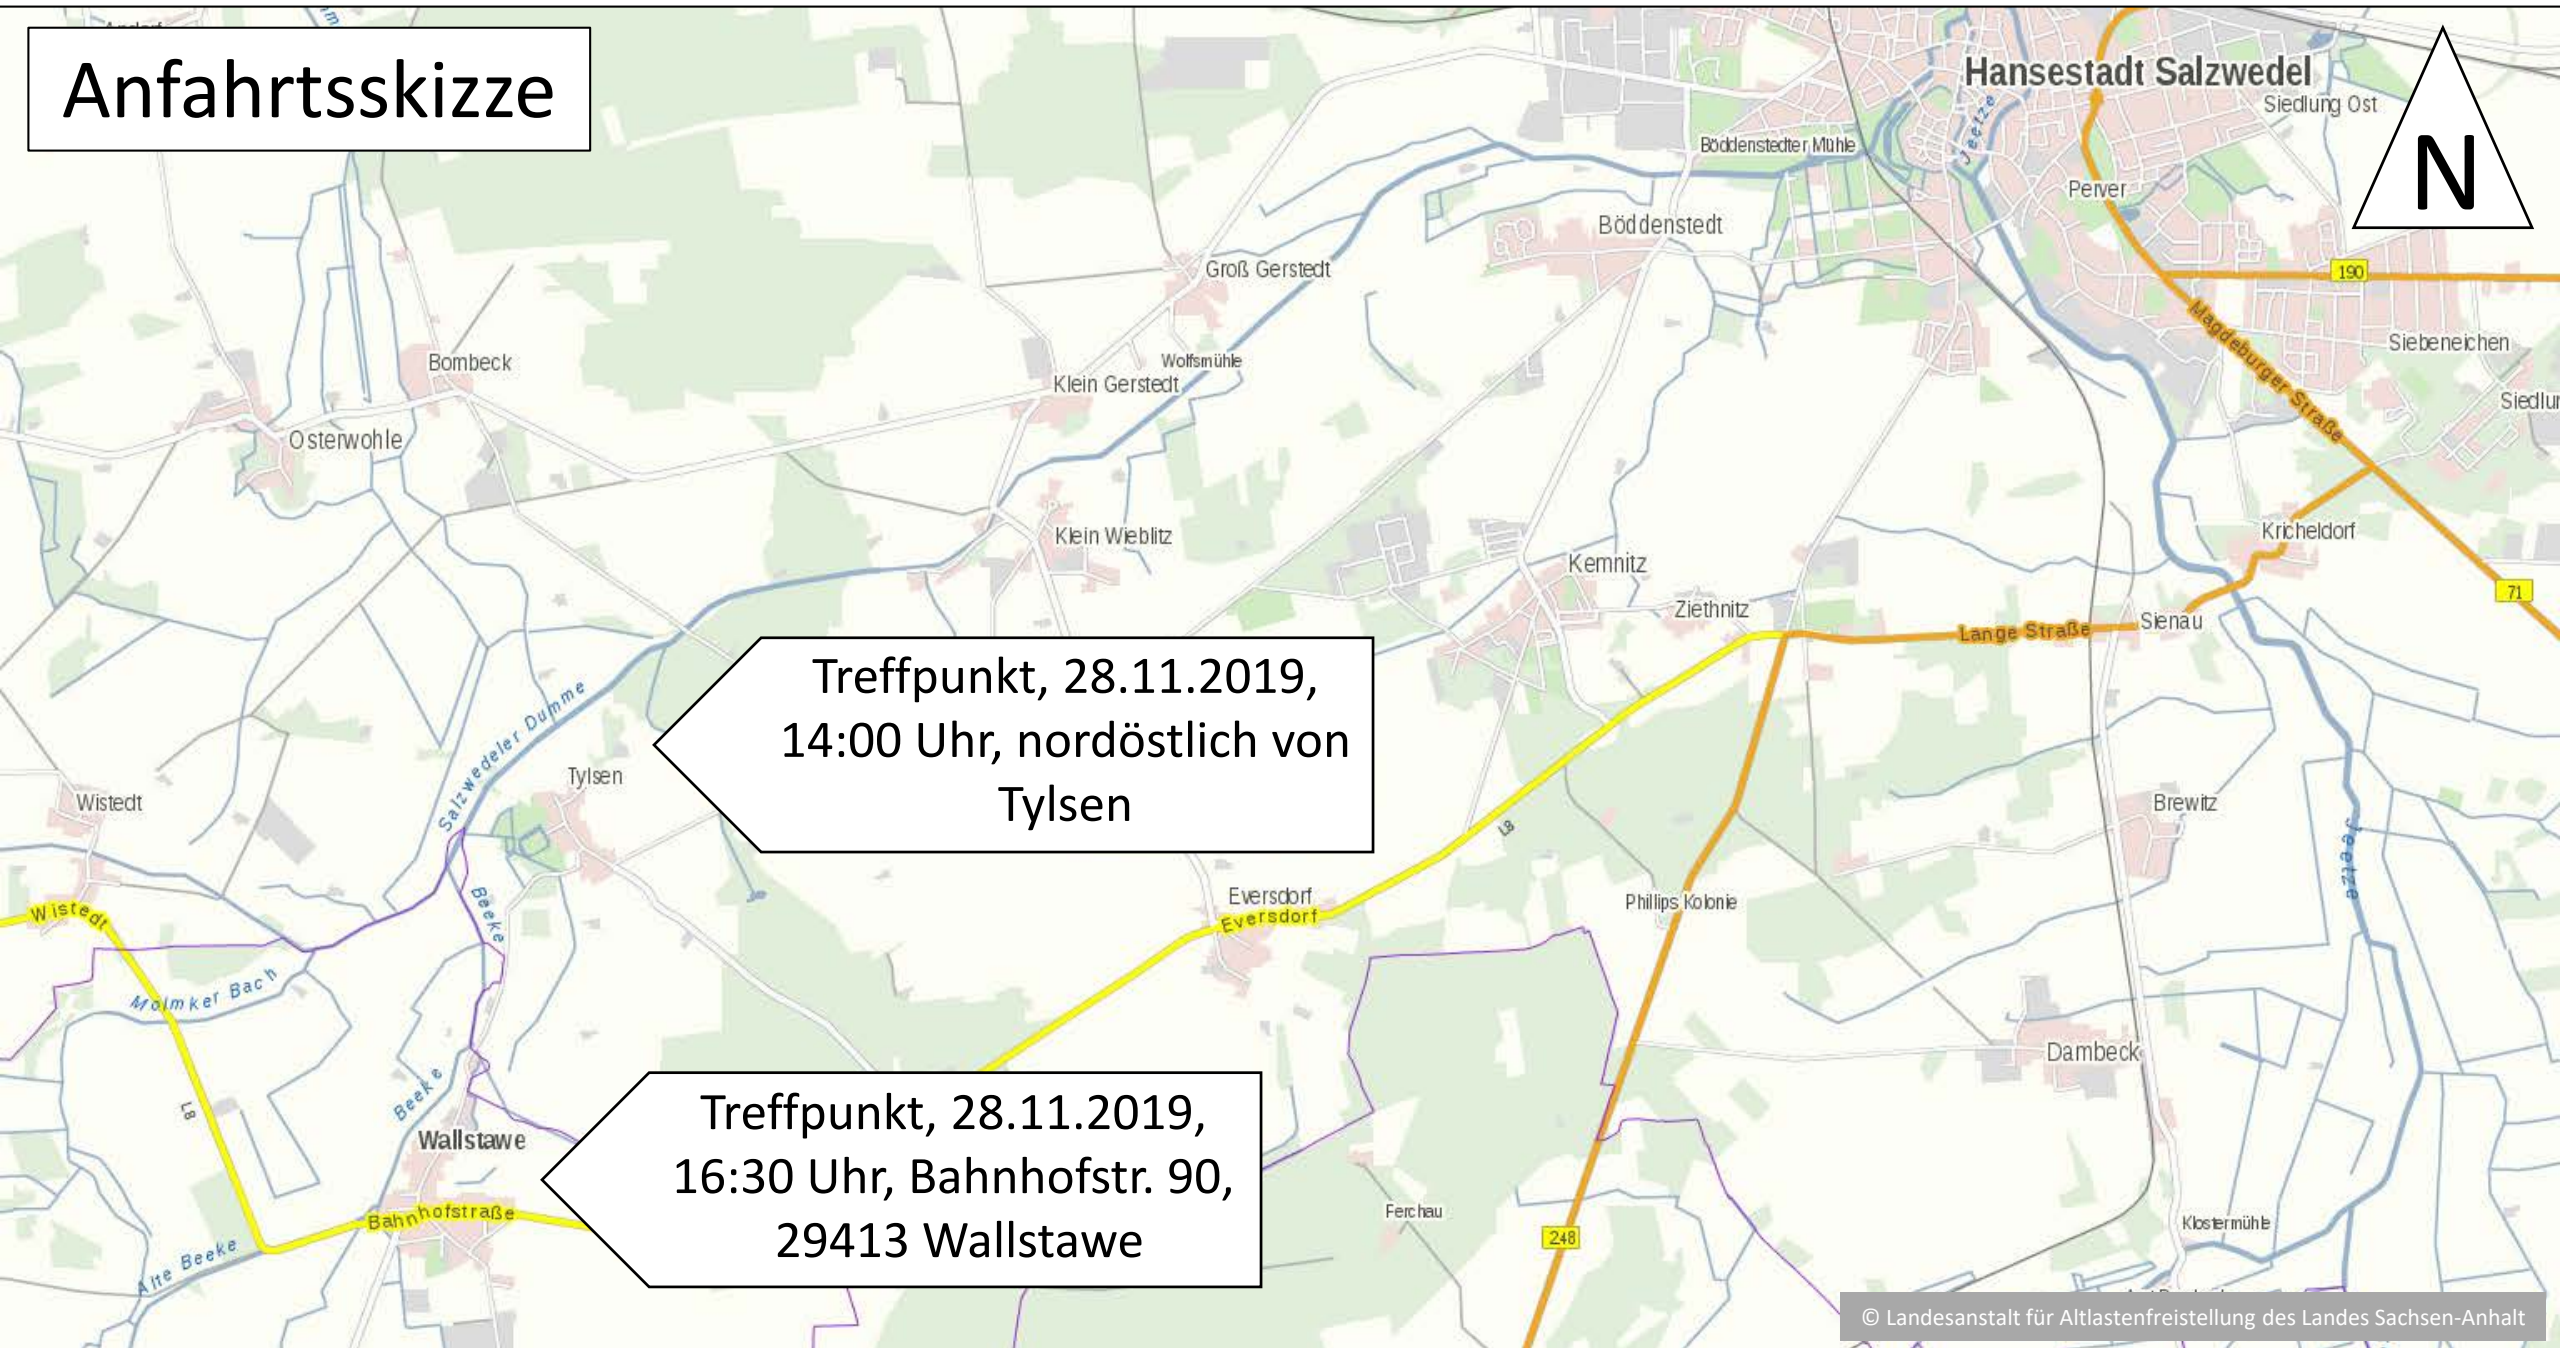 Anfahrtsskizze
Hansestadt Salzwedel
Siedlung Ost
N
Jeetze
Böddenstedter Mühle
Perver
Böddenstedt
Groß Gerstedt
190
Magdeburger Straße
Siebeneichen
Bombeck
Wolfsmühle
Klein Gerstedt
Osterwohle
Kricheldorf
Klein Wieblitz
Kemnitz
71
Ziethnitz
Sienau
Lange Straße
Treffpunkt, 28.11.2019,
14:00 Uhr, nordöstlich von
Tylsen
Salzwedeler Dumme
Tylsen
Wistedt
Brewitz
L8
Jeetze
Eversdorf
Eversdorf
Phillips Kolonie
Wistedt
Beeke
Molmker Bach
Dambeck
L8
Beeke
Wallstawe
Treffpunkt, 28.11.2019,
16:30 Uhr, Bahnhofstr. 90,
29413 Wallstawe
Bahnhofstraße
Ferchau
Klostermühle
248
Alte Beeke
© Landesanstalt für Altlastenfreistellung des Landes Sachsen-Anhalt